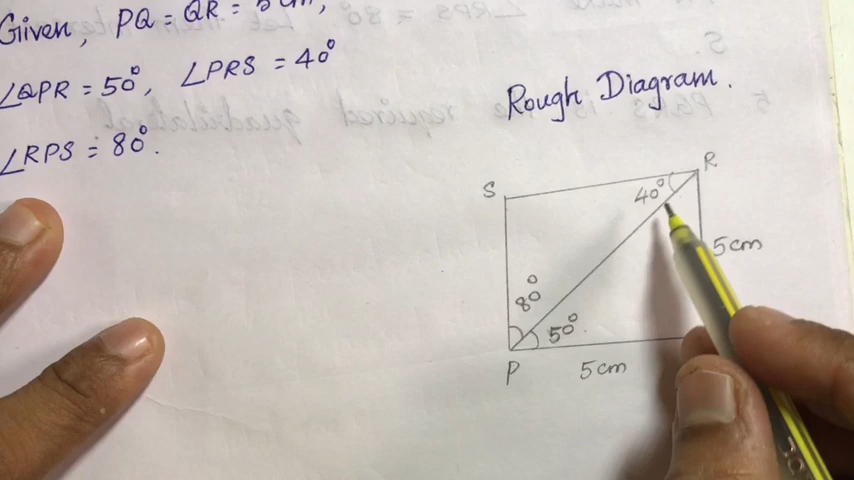 Given, PQ = QR = 5cm,
∠QPR = 50°, ∠PRS = 40°
∠RPS = 80°.
Rough Diagram.
S
R
40°
5cm
80°
50°.
P
5cm